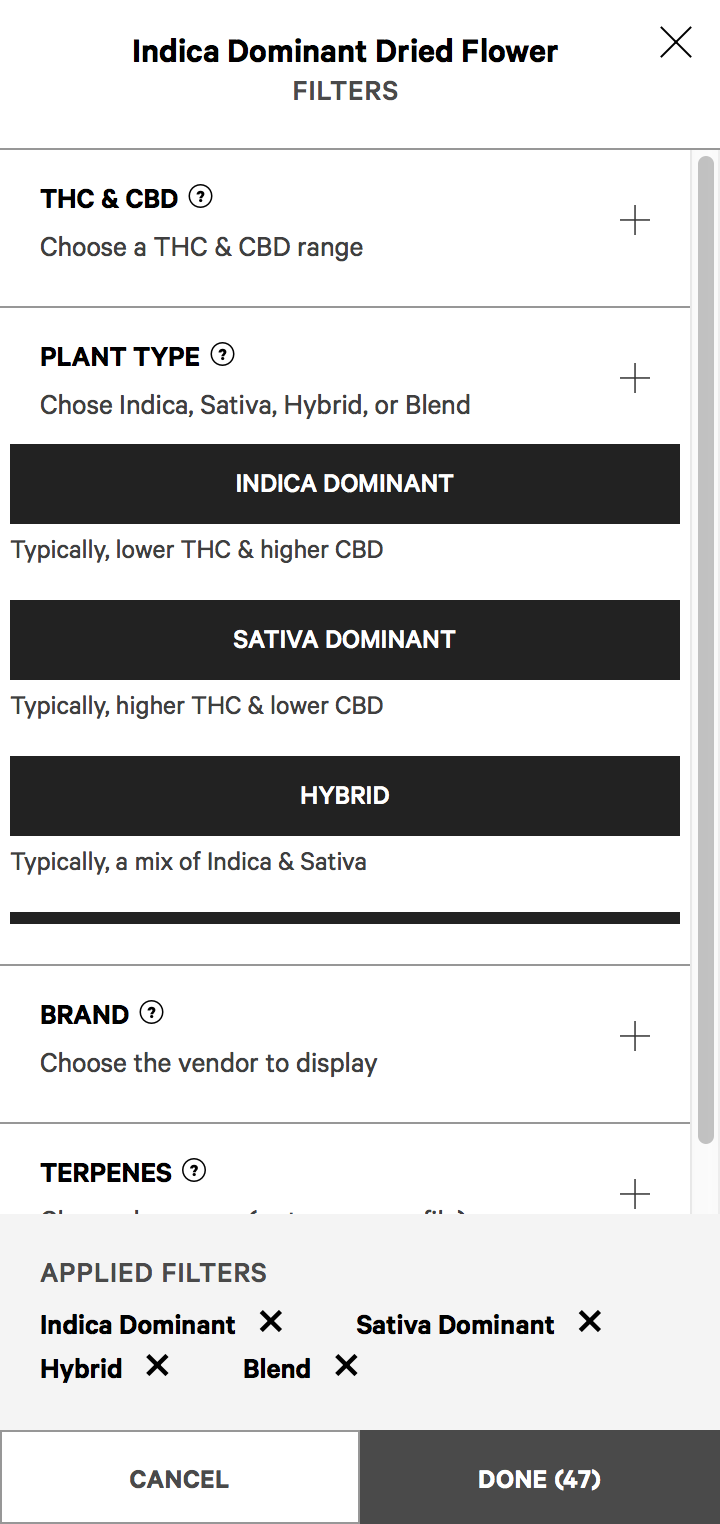 Indica Dominant Dried Flower
FILTERS
THC & CBD ?
Choose a THC & CBD range
PLANT TYPE ?
Chose Indica, Sativa, Hybrid, or Blend
INDICA DOMINANT
Typically, lower THC & higher CBD
SATIVA DOMINANT
Typically, higher THC & lower CBD
HYBRID
Typically, a mix of Indica & Sativa
BRAND ?
Choose the vendor to display
TERPENES ?
APPLIED FILTERS
Indica Dominant ✕ Sativa Dominant ✕
Hybrid ✕ Blend ✕
CANCEL DONE (47)